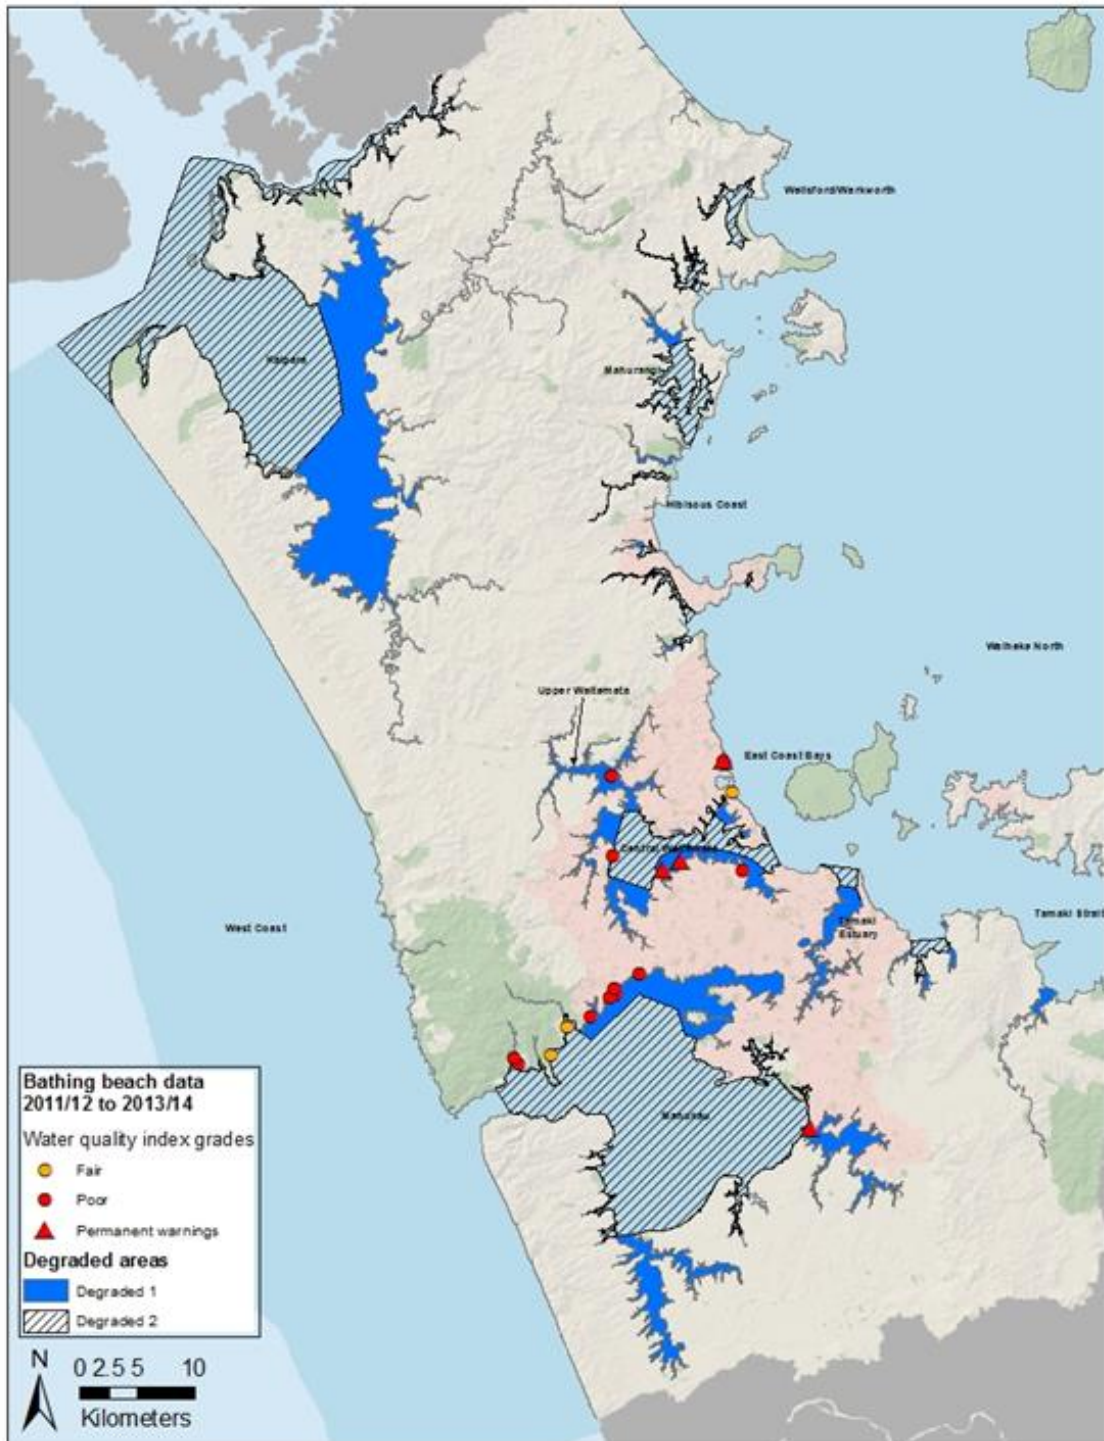 Wellsford/Warkworth
Kaipara
Mahurangi
Hibiscus Coast
Waiheke North
Upper Waitemata
East Coast Bays
Central Waitemata
West Coast
Tamaki
Estuary
Tamaki Strait
Manukau
Bathing beach data
2011/12 to 2013/14
Water quality index grades
Fair
Poor
Permanent warnings
Degraded areas
Degraded 1
Degraded 2
N
0 2.5 5 10
Kilometers